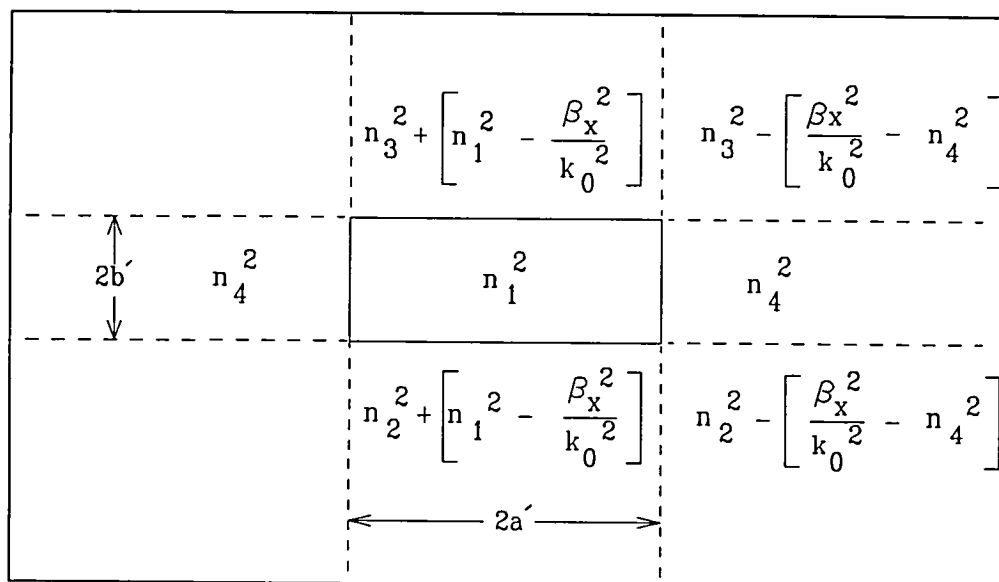 n₃² + [n₁² - βₓ²/k₀²] n₃² - [βx²/k₀² - n₄²]
2b′ n₄² n₁² n₄²
n₂² + [n₁² - βₓ²/k₀²] n₂² - [βₓ²/k₀² - n₄²]
2a′